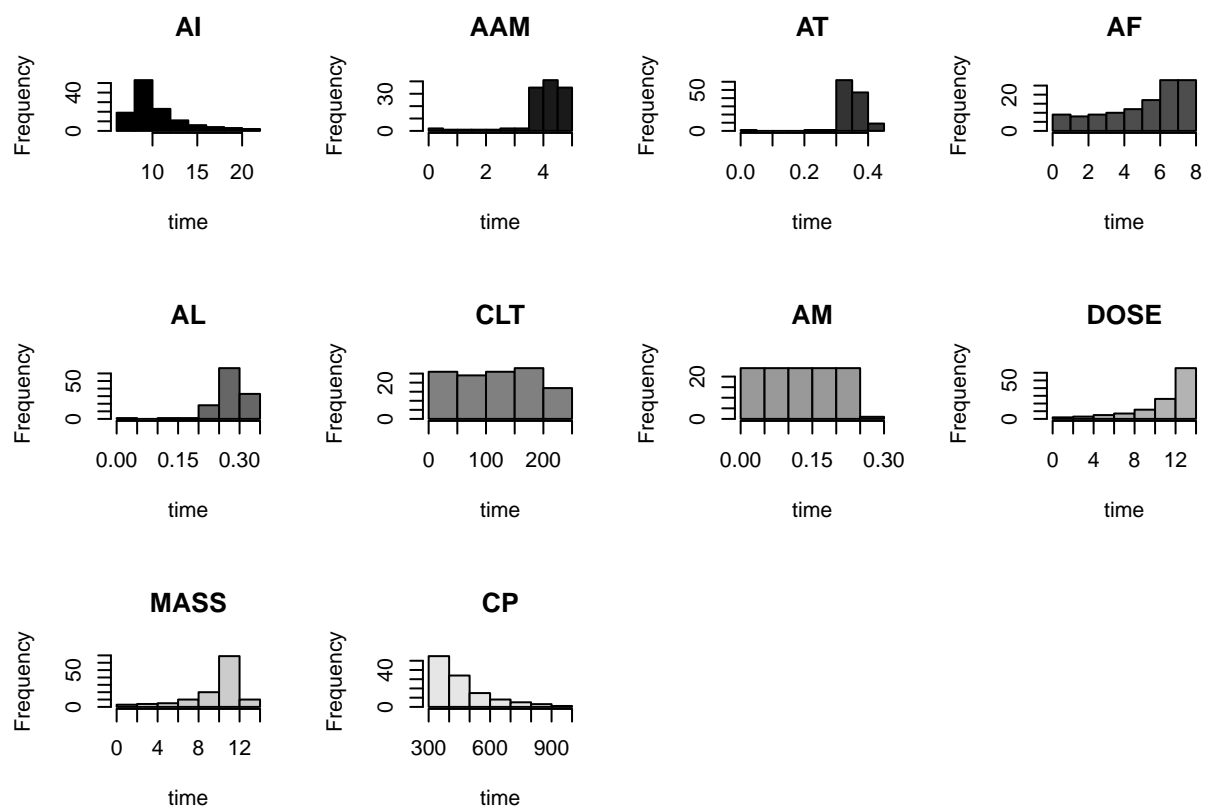 AI
Frequency
0
40
10
15
20
time
AAM
Frequency
0
30
0
2
4
time
AT
Frequency
0
50
0.0
0.2
0.4
time
AF
Frequency
0
20
0
2
4
6
8
time
AL
Frequency
0
50
0.00
0.15
0.30
time
CLT
Frequency
0
20
0
100
200
time
AM
Frequency
0
20
0.00
0.15
0.30
time
DOSE
Frequency
0
50
0
4
8
12
time
MASS
Frequency
0
50
0
4
8
12
time
CP
Frequency
0
40
300
600
900
time